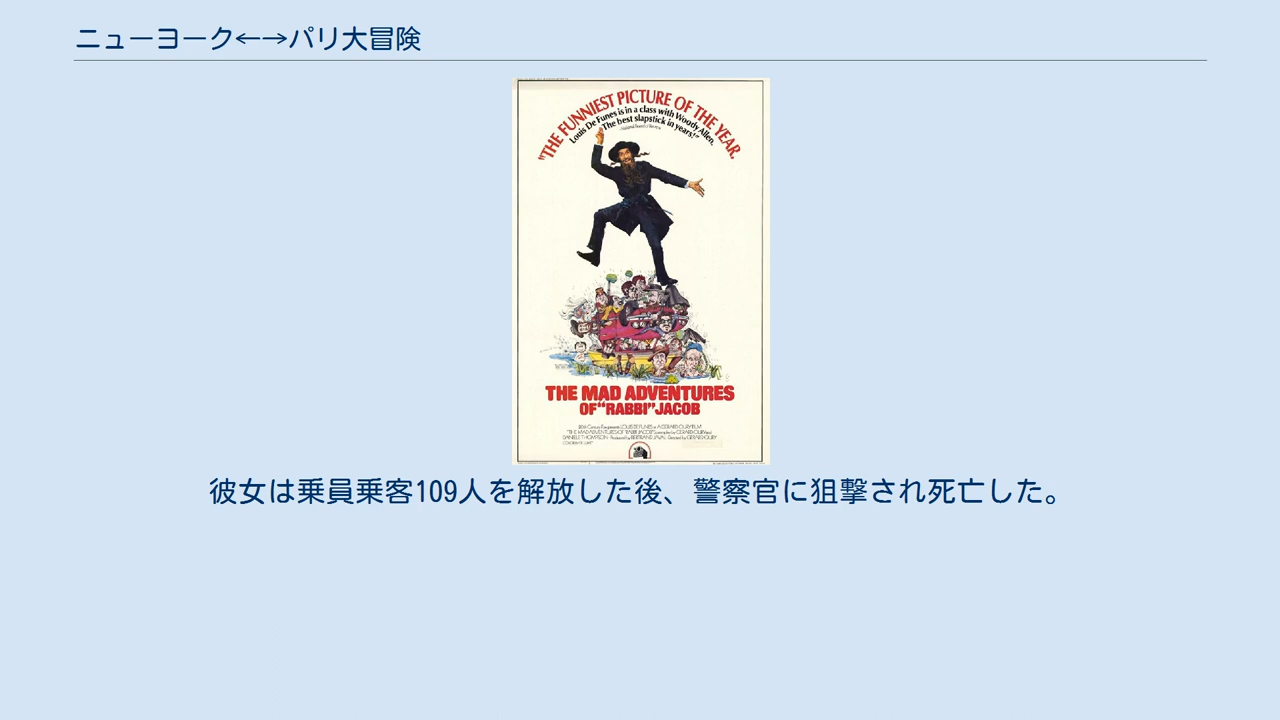 ニューヨーク←→パリ大冒険
"THE FUNNIEST PICTURE OF THE YEAR.
Louis De Funes is in a class with Woody Allen.
The best slapstick in years!"
THE MAD ADVENTURES
OF "RABBI" JACOB
彼女は乗員乗客109人を解放した後、警察官に狙撃され死亡した。